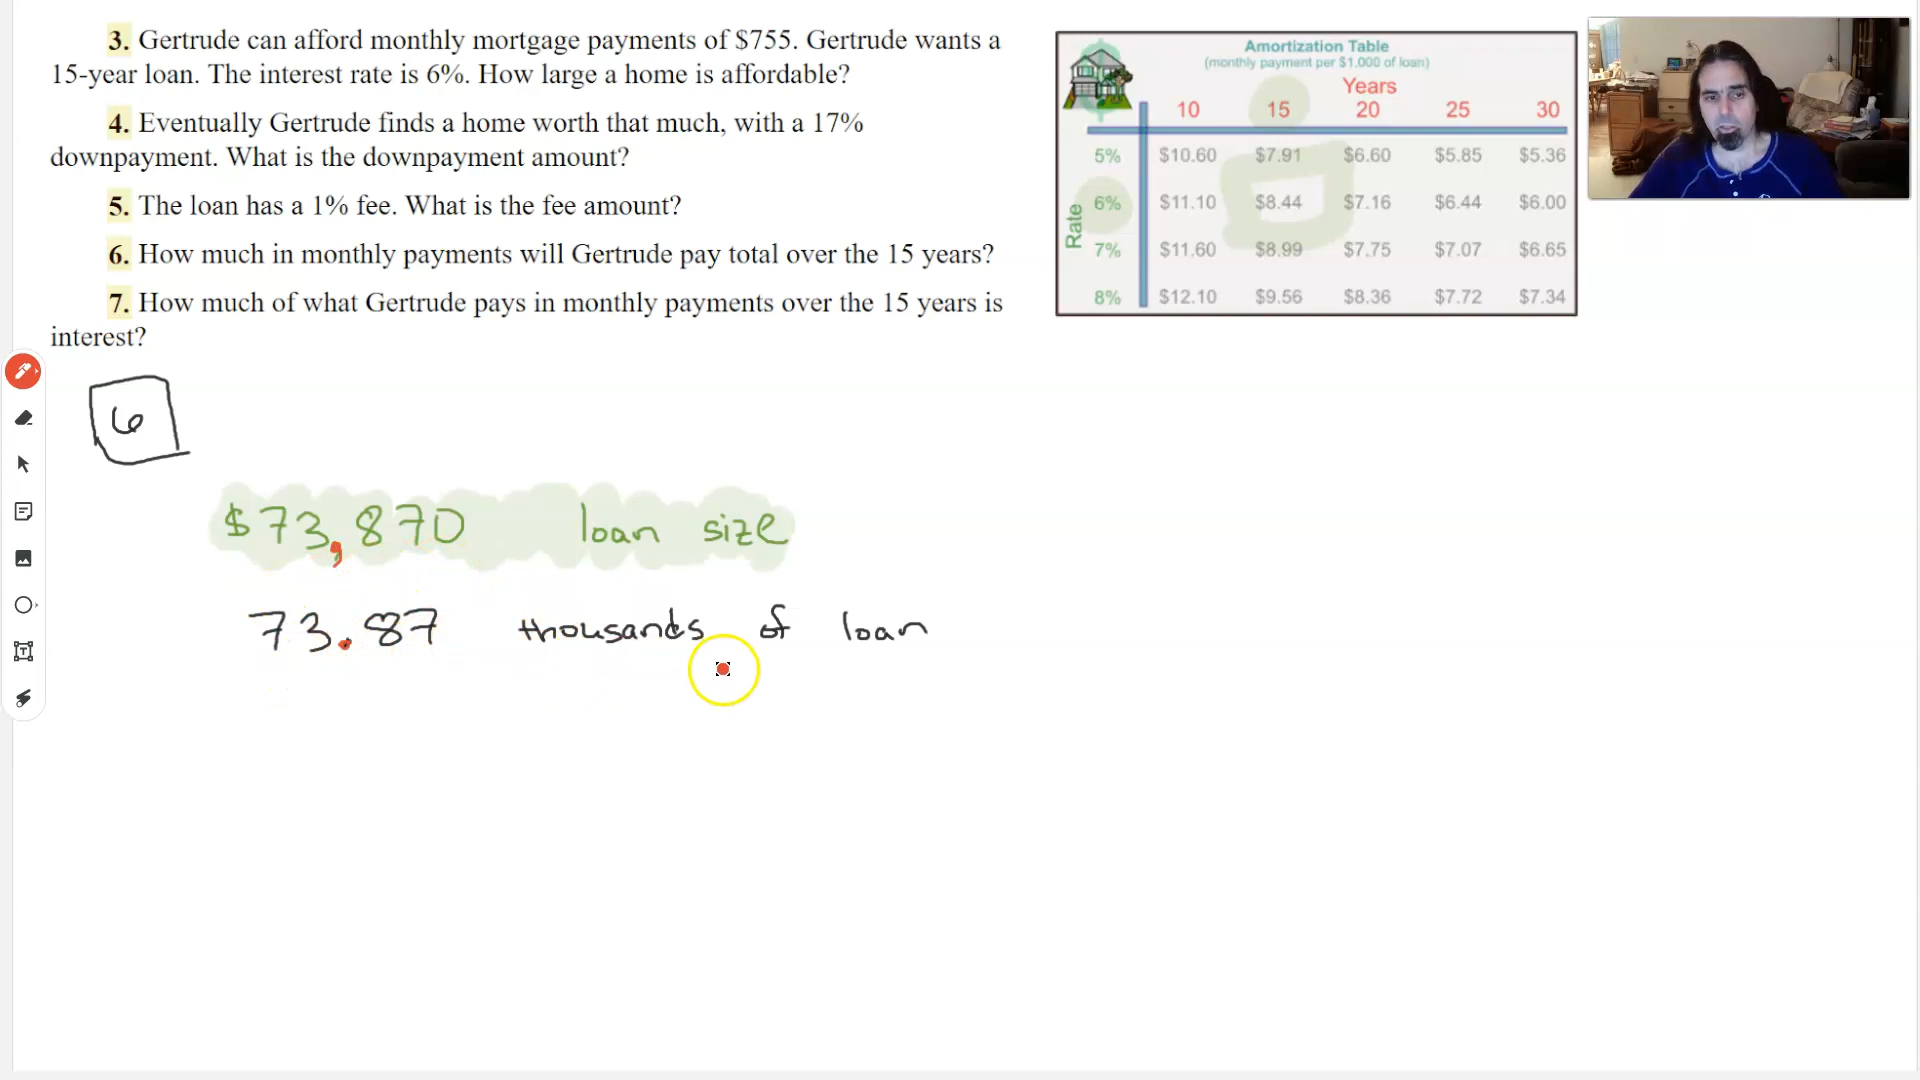 3. Gertrude can afford monthly mortgage payments of $755. Gertrude wants a
15-year loan. The interest rate is 6%. How large a home is affordable?
4. Eventually Gertrude finds a home worth that much, with a 17%
downpayment. What is the downpayment amount?
5. The loan has a 1% fee. What is the fee amount?
6. How much in monthly payments will Gertrude pay total over the 15 years?
7. How much of what Gertrude pays in monthly payments over the 15 years is
interest?
Amortization Table
(monthly payment per $1,000 of loan)
Years
10 15 20 25 30
Rate
5% $10.60 $7.91 $6.60 $5.85 $5.36
6% $11.10 $8.44 $7.16 $6.44 $6.00
7% $11.60 $8.99 $7.75 $7.07 $6.65
8% $12.10 $9.56 $8.36 $7.72 $7.34
6
$73,870 loan size
73.87 thousands of loan